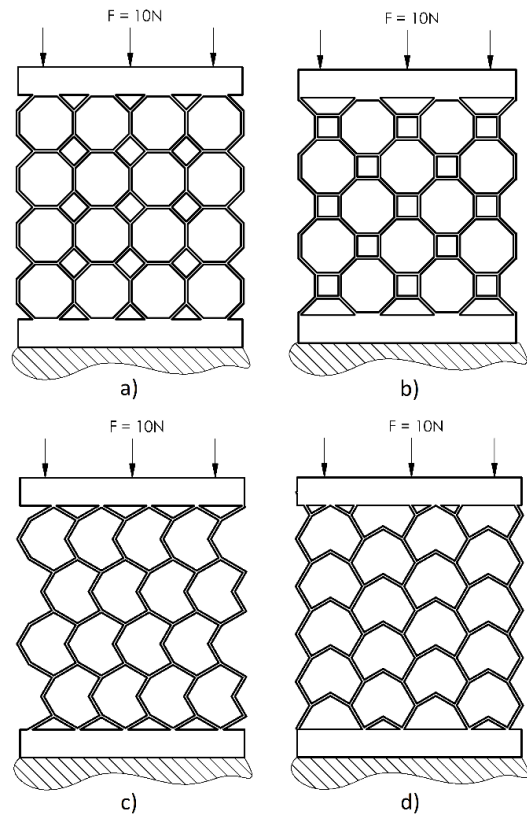 F = 10N
F = 10N
a)
b)
F = 10N
F = 10N
c)
d)